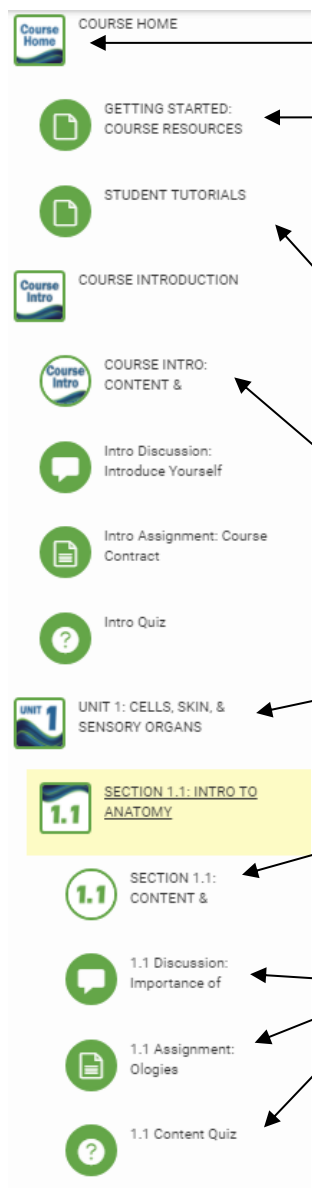 Course
Home
COURSE HOME
GETTING STARTED:
COURSE RESOURCES
STUDENT TUTORIALS
Course
Intro
COURSE INTRODUCTION
Course
Intro
COURSE INTRO:
CONTENT &
Intro Discussion:
Introduce Yourself
Intro Assignment: Course
Contract
?
Intro Quiz
UNIT 1
UNIT 1: CELLS, SKIN, &
SENSORY ORGANS
1.1
SECTION 1.1: INTRO TO
ANATOMY
1.1
SECTION 1.1:
CONTENT &
1.1 Discussion:
Importance of
1.1 Assignment:
Ologies
?
1.1 Content Quiz